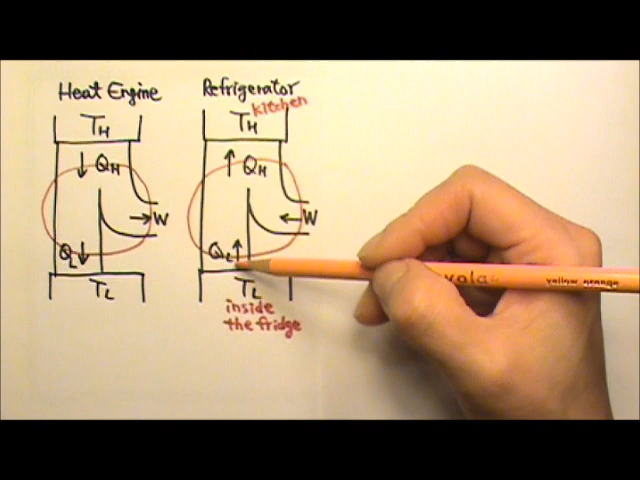 Heat Engine
Refrigerator
kitchen
TH
TH
QH
QH
W
W
QL
QL
TL
TL
inside
the fridge
yellow orange